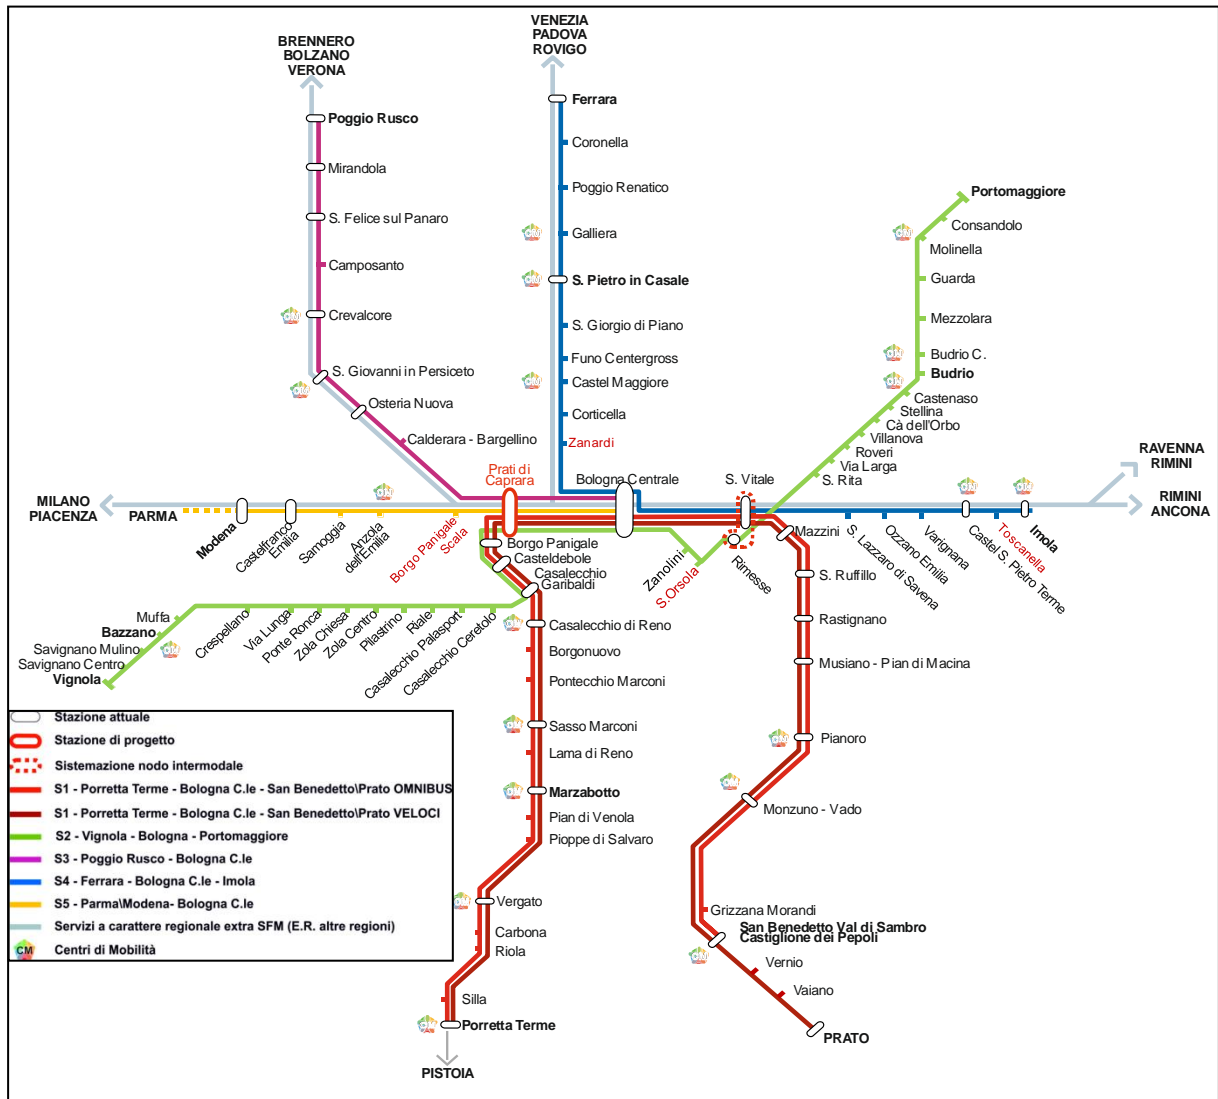 VENEZIA
PADOVA
ROVIGO
BRENNERO
BOLZANO
VERONA
Ferrara
Poggio Rusco
Coronella
Mirandola
Poggio Renatico
Portomaggiore
S. Felice sul Panaro
Consandolo
Galliera
Molinella
Camposanto
S. Pietro in Casale
Guarda
Crevalcore
S. Giorgio di Piano
Mezzolara
Funo Centergross
Budrio C.
S. Giovanni in Persiceto
Castel Maggiore
Budrio
Osteria Nuova
Castenaso
Corticella
Stellina
Cà dell'Orbo
Calderara - Bargellino
Zanardi
Villanova
Roveri
Via Larga
S. Rita
RAVENNA
RIMINI
Prati di
Caprara
Bologna Centrale
S. Vitale
MILANO
PIACENZA
PARMA
RIMINI
ANCONA
Modena
Castelfranco
Emilia
Samoggia
Anzola
dell'Emilia
Borgo Panigale
Scala
Borgo Panigale
Casteldebole
Casalecchio
Garibaldi
Zanolini
S.Orsola
Rimesse
Mazzini
S. Lazzaro di Savena
Ozzano Emilia
Varignana
Castel S. Pietro Terme
Toscanella
Imola
S. Ruffillo
Rastignano
Musiano - Pian di Macina
Pianoro
Monzuno - Vado
Grizzana Morandi
San Benedetto Val di Sambro
Castiglione dei Pepoli
Vernio
Vaiano
PRATO
Muffa
Bazzano
Savignano Mulino
Savignano Centro
Vignola
Crespellano
Via Lunga
Ponte Ronca
Zola Chiesa
Zola Centro
Pilastrino
Riale
Casalecchio Palasport
Casalecchio Ceretolo
Casalecchio di Reno
Borgonuovo
Pontecchio Marconi
Sasso Marconi
Lama di Reno
Marzabotto
Pian di Venola
Pioppe di Salvaro
Vergato
Carbona
Riola
Silla
Porretta Terme
PISTOIA
Stazione attuale
Stazione di progetto
Sistemazione nodo intermodale
S1 - Porretta Terme - Bologna C.le - San Benedetto\Prato OMNIBUS
S1 - Porretta Terme - Bologna C.le - San Benedetto\Prato VELOCI
S2 - Vignola - Bologna - Portomaggiore
S3 - Poggio Rusco - Bologna C.le
S4 - Ferrara - Bologna C.le - Imola
S5 - Parma\Modena- Bologna C.le
Servizi a carattere regionale extra SFM (E.R. altre regioni)
CM Centri di Mobilità